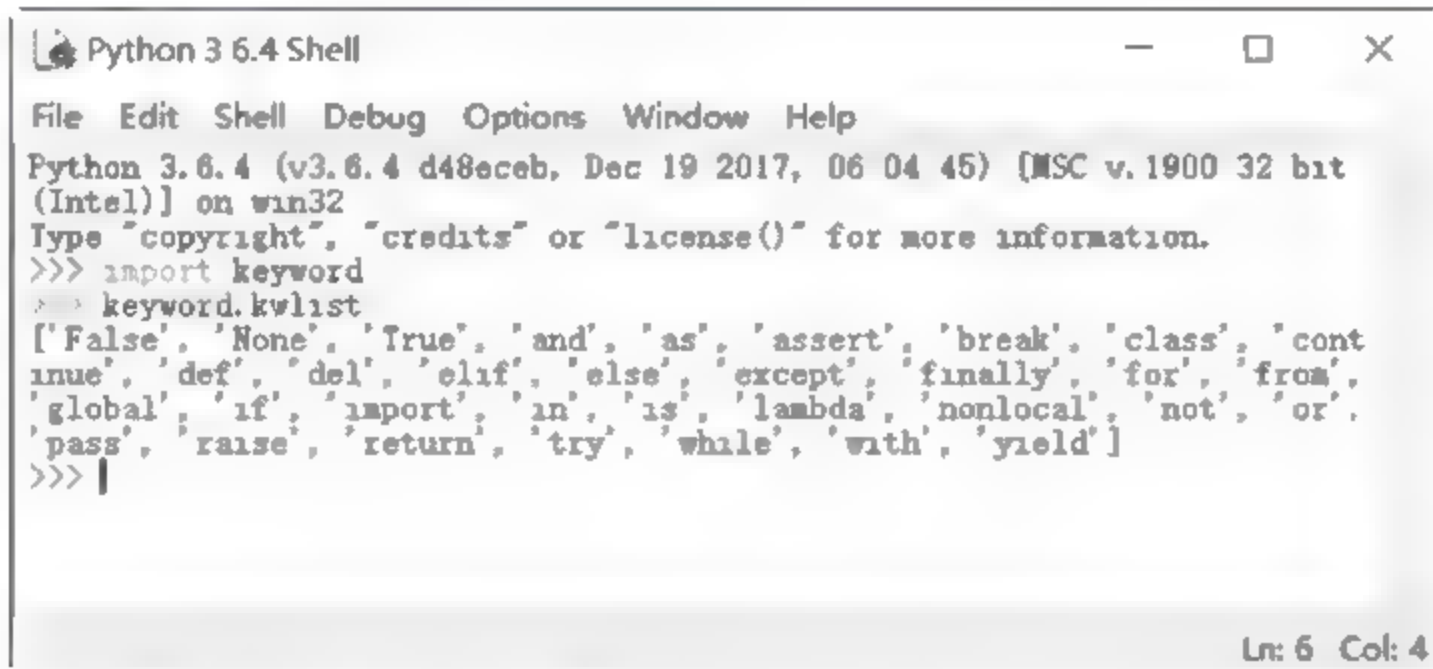 Python 3 6.4 Shell
File Edit Shell Debug Options Window Help
Python 3.6.4 (v3.6.4 d48eceb, Dec 19 2017, 06 04 45) [MSC v.1900 32 bit
(Intel)] on win32
Type "copyright", "credits" or "license()" for more information.
>>> import keyword
>>> keyword.kwlist
['False', 'None', 'True', 'and', 'as', 'assert', 'break', 'class', 'cont
inue', 'def', 'del', 'elif', 'else', 'except', 'finally', 'for', 'from',
'global', 'if', 'import', 'in', 'is', 'lambda', 'nonlocal', 'not', 'or',
'pass', 'raise', 'return', 'try', 'while', 'with', 'yield']
>>>
Ln: 6 Col: 4